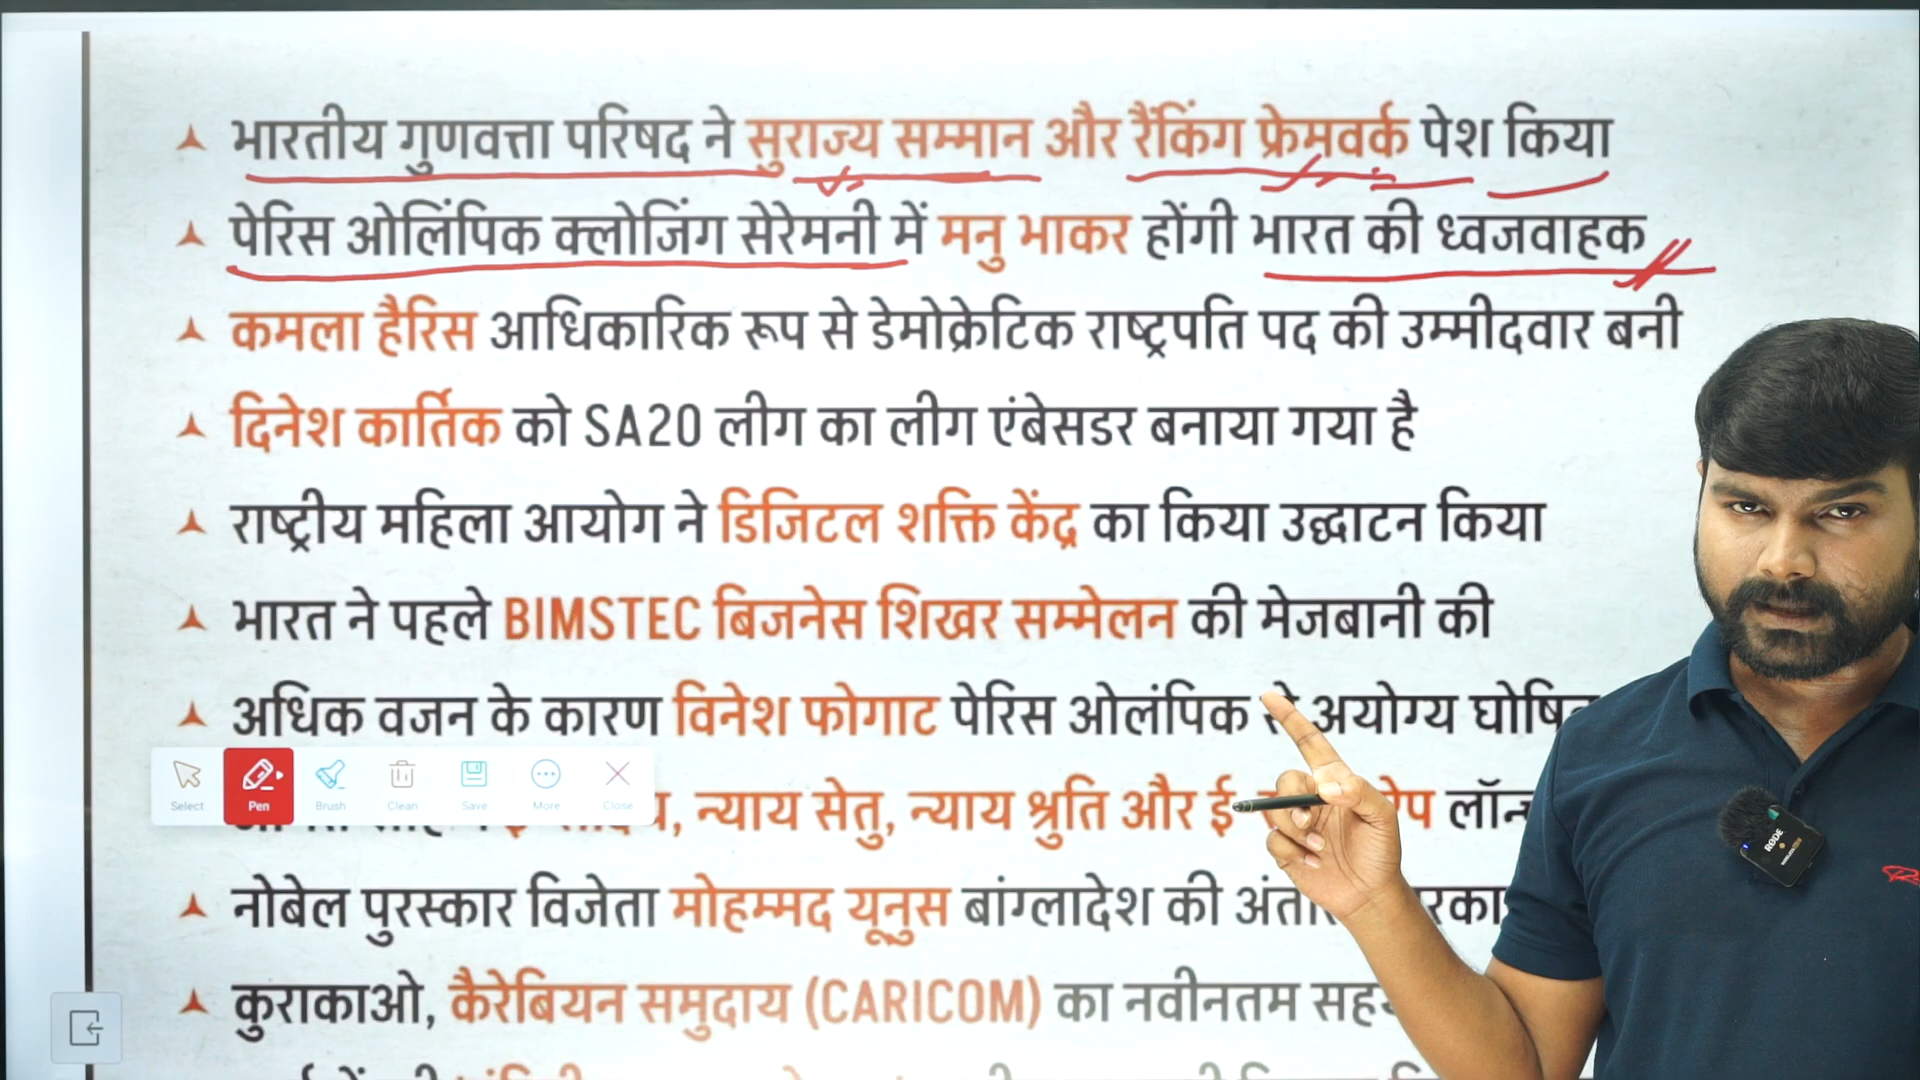 भारतीय गुणवत्ता परिषद ने सुराज्य सम्मान और रैंकिंग फ्रेमवर्क पेश किया
पेरिस ओलिंपिक क्लोजिंग सेरेमनी में मनु भाकर होंगी भारत की ध्वजवाहक
कमला हैरिस आधिकारिक रूप से डेमोक्रेटिक राष्ट्रपति पद की उम्मीदवार बनी
दिनेश कार्तिक को SA20 लीग का लीग एंबेसडर बनाया गया है
राष्ट्रीय महिला आयोग ने डिजिटल शक्ति केंद्र का किया उद्घाटन किया
भारत ने पहले BIMSTEC बिजनेस शिखर सम्मेलन की मेजबानी की
अधिक वजन के कारण विनेश फोगाट पेरिस ओलंपिक से अयोग्य
Select Pen Brush Clean Save More Close
न्याय सेतु, न्याय श्रुति और ई
नोबेल पुरस्कार विजेता मोहम्मद यूनुस बांग्लादेश की
RØDE
कुराकाओ, कैरेबियन समुदाय (CARICOM) का नवीनतम